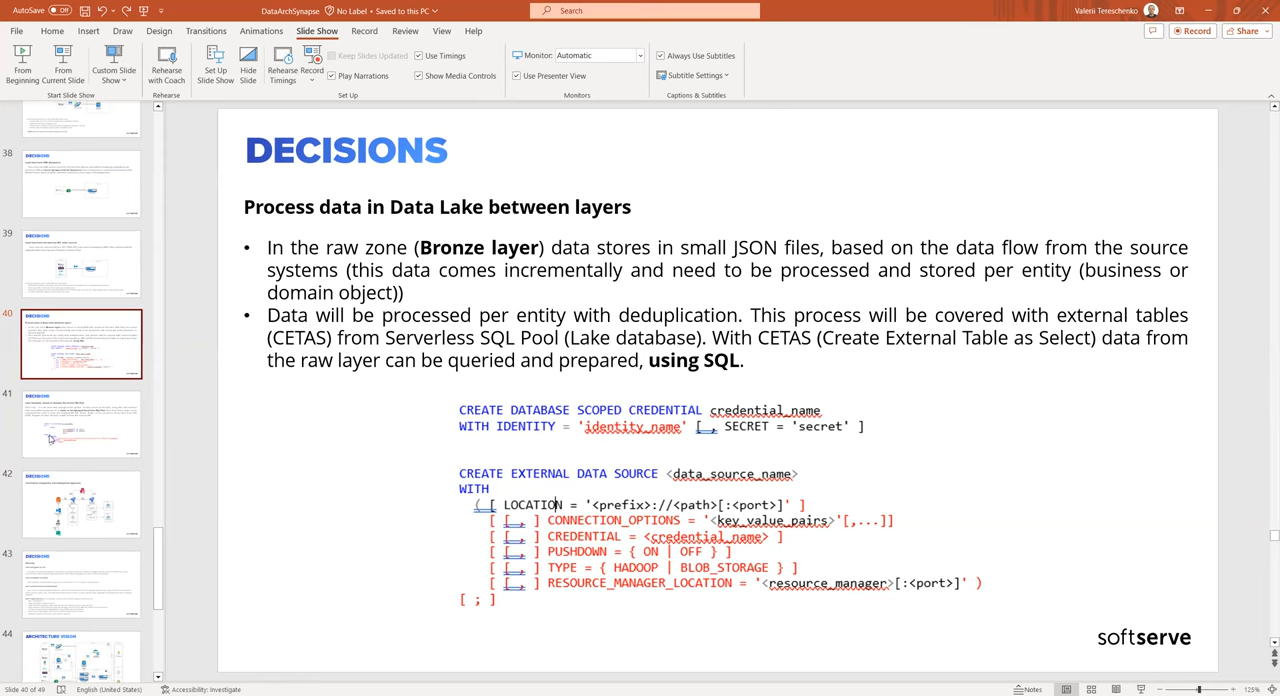 AutoSave Off DataArchSynapse No Label • Saved to this PC Search Valerii Tereschenko
File Home Insert Draw Design Transitions Animations Slide Show Record Review View Help Record Share
From Beginning
From Current Slide
Custom Slide Show
Rehearse with Coach
Set Up Slide Show
Hide Slide
Rehearse Timings
Record
Keep Slides Updated
Play Narrations
Use Timings
Show Media Controls
Monitor: Automatic
Use Presenter View
Always Use Subtitles
Subtitle Settings
Start Slide Show Rehearse Set Up Monitors Captions & Subtitles
38
DECISIONS
39
DECISIONS
40
DECISIONS
41
DECISIONS
42
DECISIONS
43
DECISIONS
44
ARCHITECTURE VISION
DECISIONS
Process data in Data Lake between layers
• In the raw zone (Bronze layer) data stores in small JSON files, based on the data flow from the source
systems (this data comes incrementally and need to be processed and stored per entity (business or
domain object))
• Data will be processed per entity with deduplication. This process will be covered with external tables
(CETAS) from Serverless SQL Pool (Lake database). With CETAS (Create External Table as Select) data from
the raw layer can be queried and prepared, using SQL.
CREATE DATABASE SCOPED CREDENTIAL credential_name
WITH IDENTITY = 'identity_name' [ , SECRET = 'secret' ]
CREATE EXTERNAL DATA SOURCE <data_source_name>
WITH
( [ LOCATION = '<prefix>://<path>[:<port>]' ]
[ [ , ] CONNECTION_OPTIONS = '<key_value_pairs>'[,...]]
[ [ , ] CREDENTIAL = <credential_name> ]
[ [ , ] PUSHDOWN = { ON | OFF } ]
[ [ , ] TYPE = { HADOOP | BLOB_STORAGE } ]
[ [ , ] RESOURCE_MANAGER_LOCATION = '<resource_manager>[:<port>]' )
[ ; ]
softserve
Slide 40 of 49 English (United States) Accessibility: Investigate Notes 125%